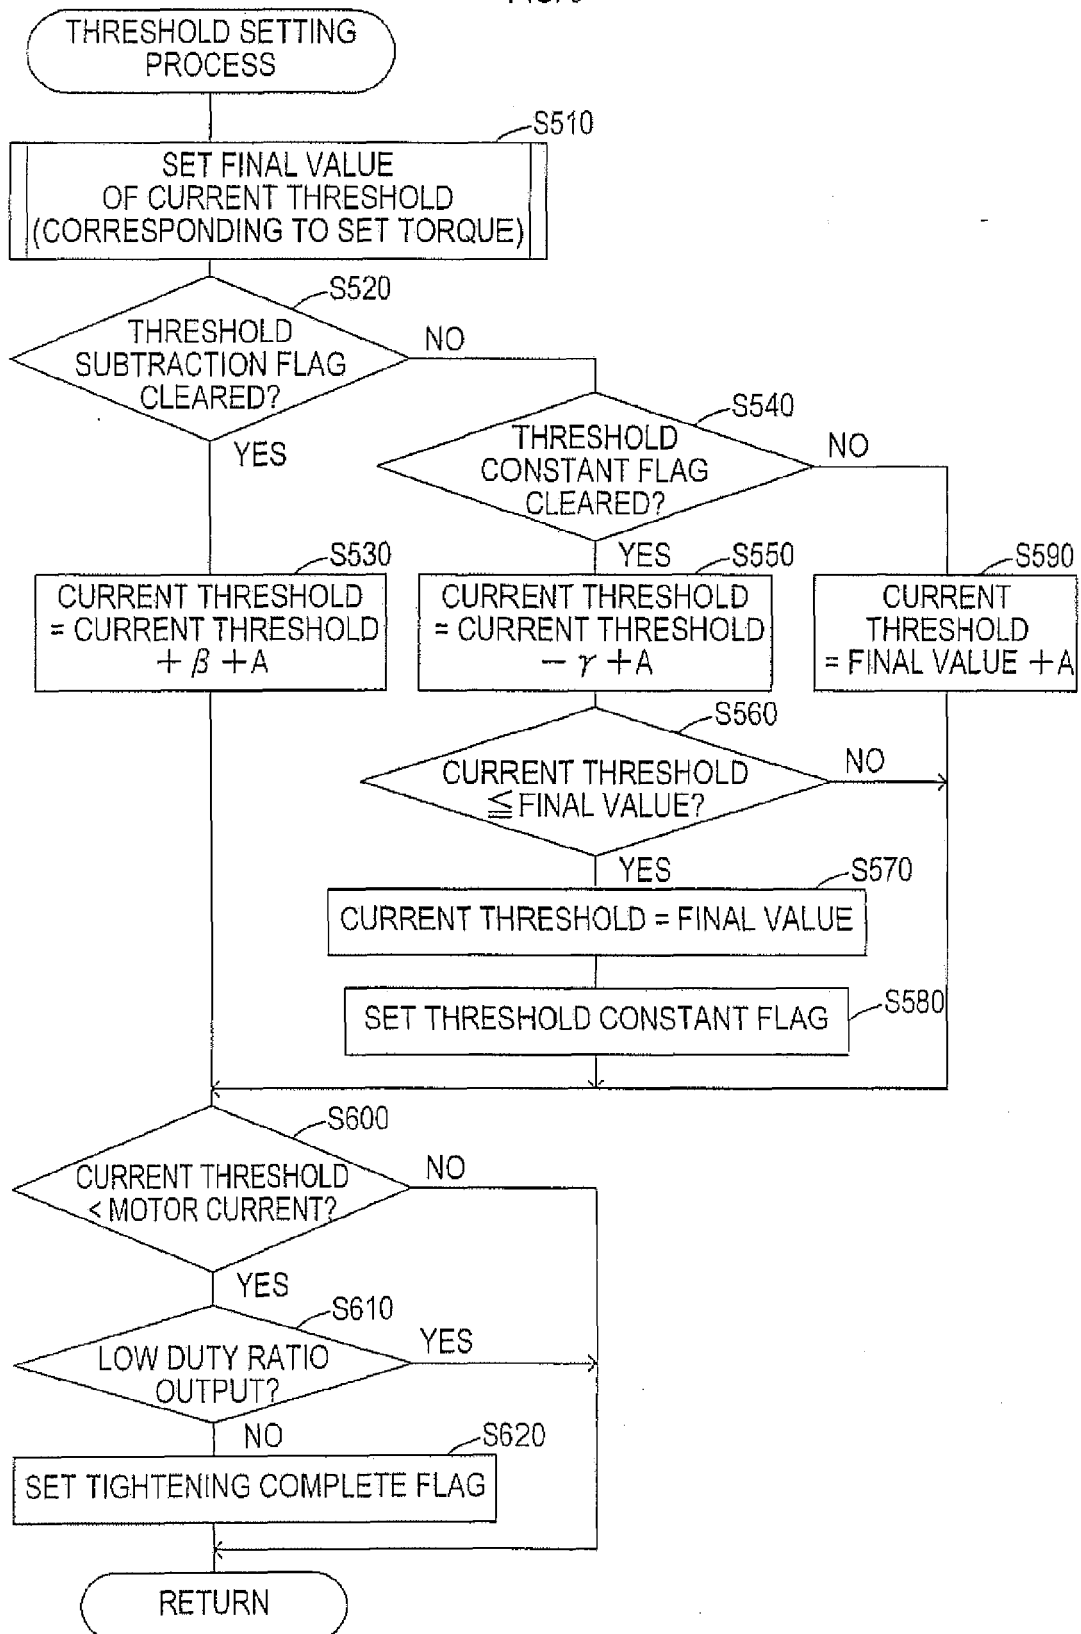 THRESHOLD SETTING
PROCESS
S510
SET FINAL VALUE
OF CURRENT THRESHOLD
(CORRESPONDING TO SET TORQUE)
S520
THRESHOLD
SUBTRACTION FLAG
CLEARED?
NO
YES
S540
THRESHOLD
CONSTANT FLAG
CLEARED?
NO
YES
S530
CURRENT THRESHOLD
= CURRENT THRESHOLD
+ β + A
S550
CURRENT THRESHOLD
= CURRENT THRESHOLD
− γ + A
S590
CURRENT
THRESHOLD
= FINAL VALUE + A
S560
CURRENT THRESHOLD
≦ FINAL VALUE?
NO
YES
S570
CURRENT THRESHOLD = FINAL VALUE
S580
SET THRESHOLD CONSTANT FLAG
S600
CURRENT THRESHOLD
< MOTOR CURRENT?
NO
YES
S610
LOW DUTY RATIO
OUTPUT?
YES
NO
S620
SET TIGHTENING COMPLETE FLAG
RETURN